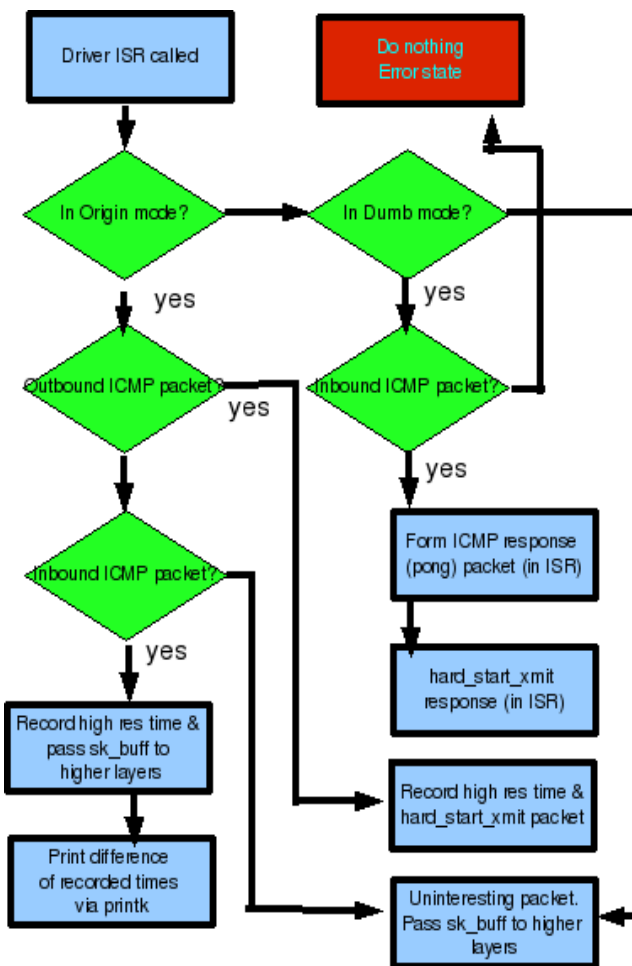 Driver ISR called
Do nothing
Error state
In Origin mode?
In Dumb mode?
yes
yes
Outbound ICMP packet?
yes
Inbound ICMP packet?
yes
Inbound ICMP packet?
yes
Form ICMP response
(pong) packet (in ISR)
hard_start_xmit
response (in ISR)
Record high res time &
pass sk_buff to
higher layers
Record high res time &
hard_start_xmit packet
Print difference
of recorded times
via printk
Uninteresting packet.
Pass sk_buff to higher
layers